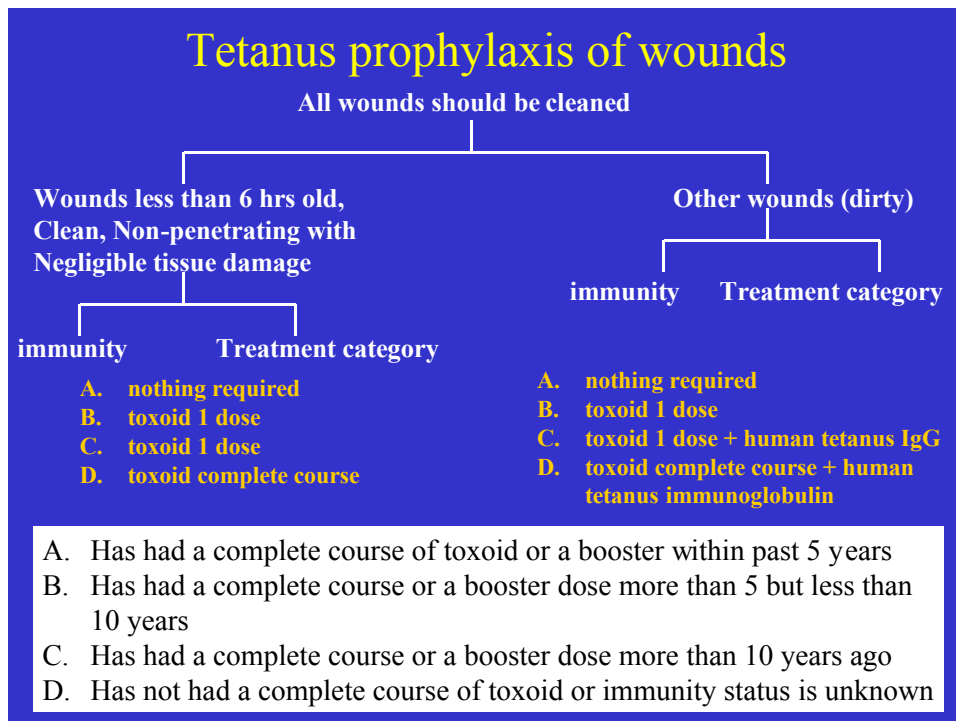 Tetanus prophylaxis of wounds
All wounds should be cleaned
Wounds less than 6 hrs old,
Clean, Non-penetrating with
Negligible tissue damage
immunity
Treatment category
A. nothing required
B. toxoid 1 dose
C. toxoid 1 dose
D. toxoid complete course
Other wounds (dirty)
immunity
Treatment category
A. nothing required
B. toxoid 1 dose
C. toxoid 1 dose + human tetanus IgG
D. toxoid complete course + human
tetanus immunoglobulin
A. Has had a complete course of toxoid or a booster within past 5 years
B. Has had a complete course or a booster dose more than 5 but less than
10 years
C. Has had a complete course or a booster dose more than 10 years ago
D. Has not had a complete course of toxoid or immunity status is unknown